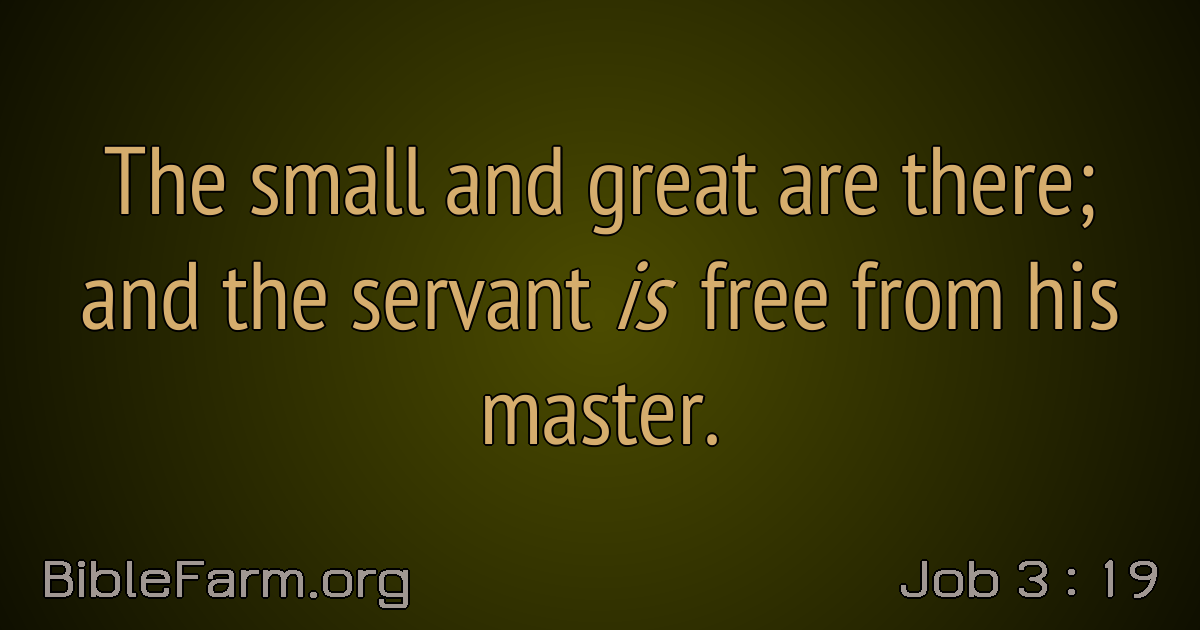 The small and great are there;
and the servant is free from his
master.
BibleFarm.org
Job 3 : 19